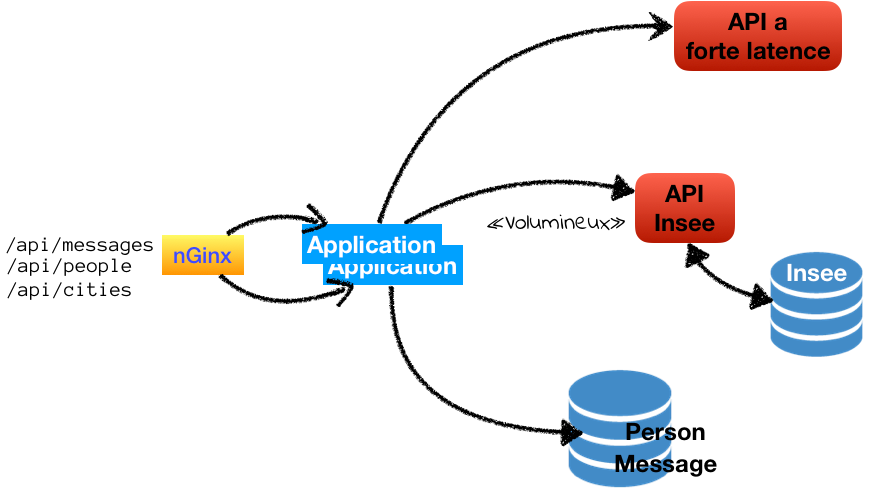 API a
forte latence
API
Insee
≪Volumineux≫
/api/messages
/api/people
/api/cities
nGinx
Application
Application
Insee
Person
Message